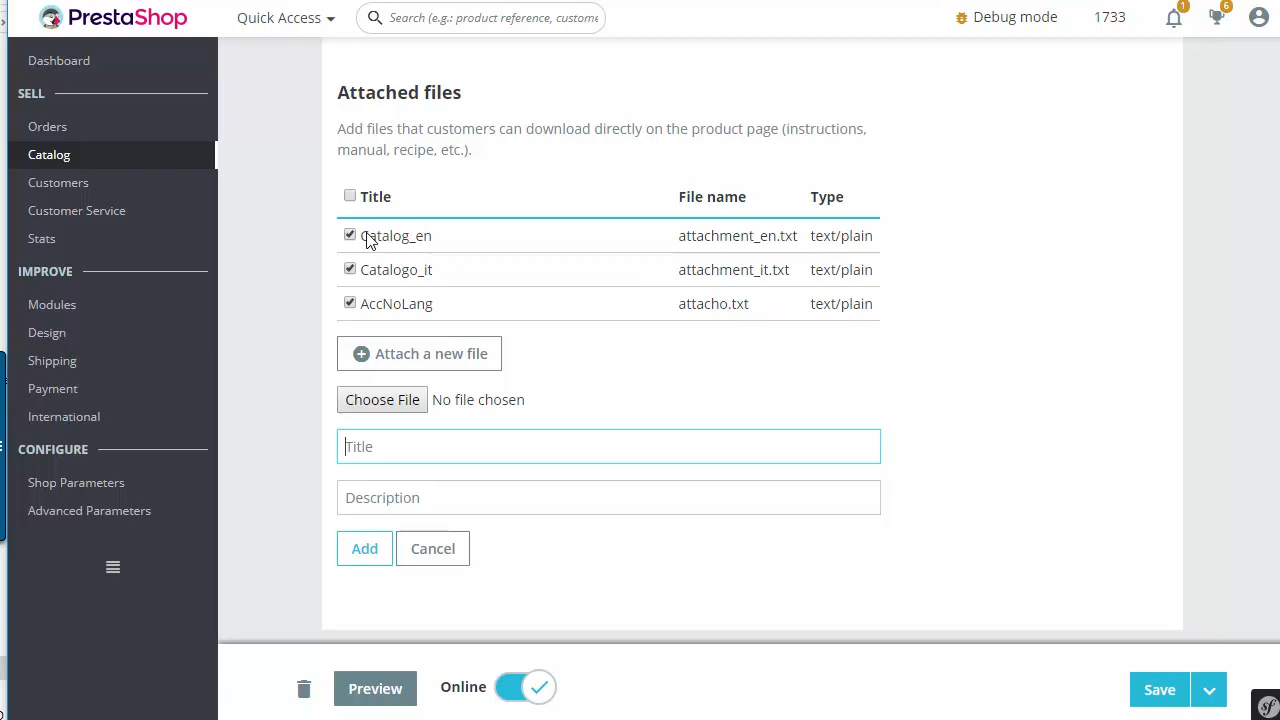 PrestaShop
Quick Access
Search (e.g.: product reference, custome
Debug mode
1733
1
6
Dashboard
SELL
Orders
Catalog
Customers
Customer Service
Stats
IMPROVE
Modules
Design
Shipping
Payment
International
CONFIGURE
Shop Parameters
Advanced Parameters
Attached files
Add files that customers can download directly on the product page (instructions,
manual, recipe, etc.).
Title File name Type
Catalog_en attachment_en.txt text/plain
Catalogo_it attachment_it.txt text/plain
AccNoLang attacho.txt text/plain
Attach a new file
Choose File No file chosen
Title
Description
Add Cancel
Preview
Online
Save
sf